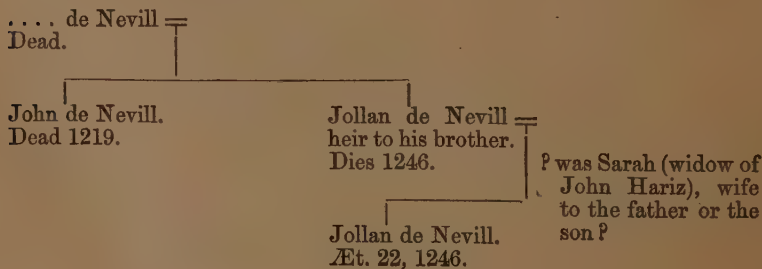 .... de Nevill =
Dead.
John de Nevill.
Dead 1219.
Jollan de Nevill =
heir to his brother.
Dies 1246.
? was Sarah (widow of
John Hariz), wife
to the father or the
son?
Jollan de Nevill.
Æt. 22, 1246.